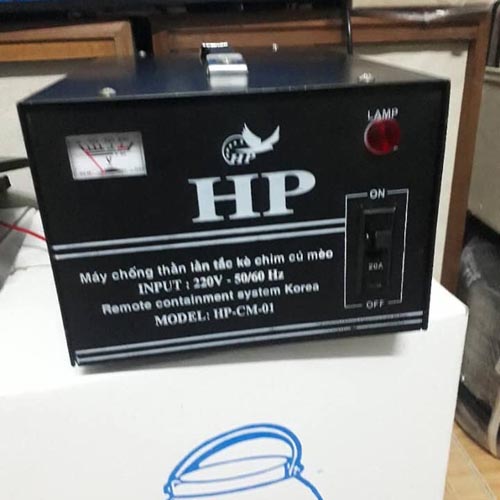 LAMP
HP
ON
Máy chống thằn lằn tắc kè chim cú mèo
INPUT : 220V - 50/60 Hz
20A
Remote containment system Korea
MODEL: HP-CM-01
OFF
V